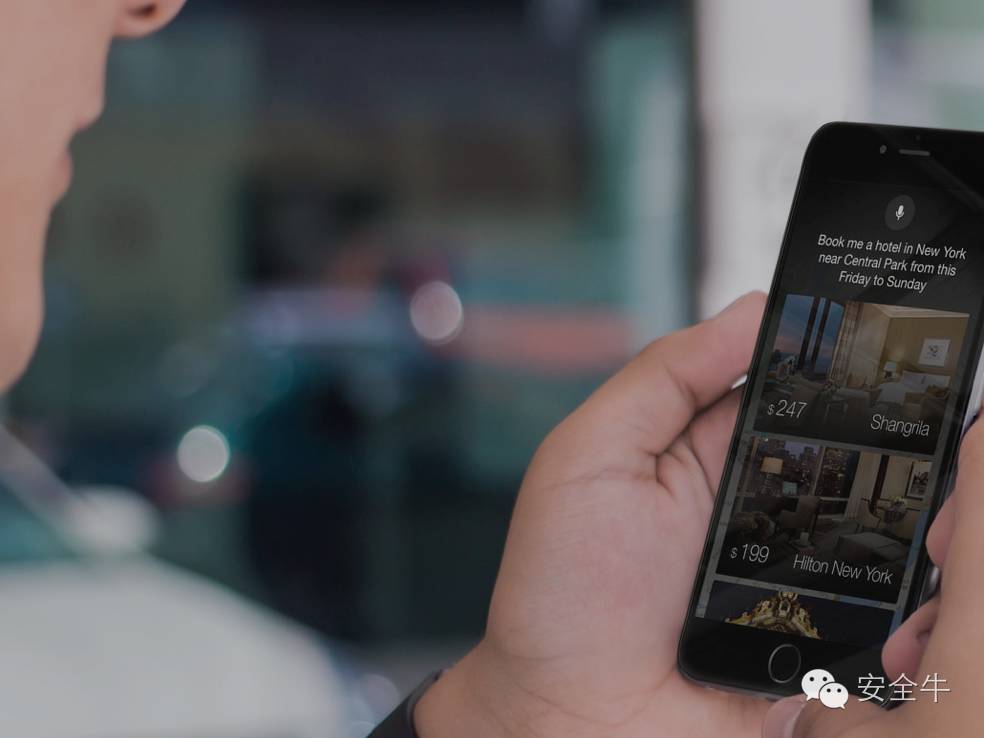 Book me a hotel in New York
near Central Park from this
Friday to Sunday
$ 247
Shangrila
$ 199
Hilton New York
安全牛